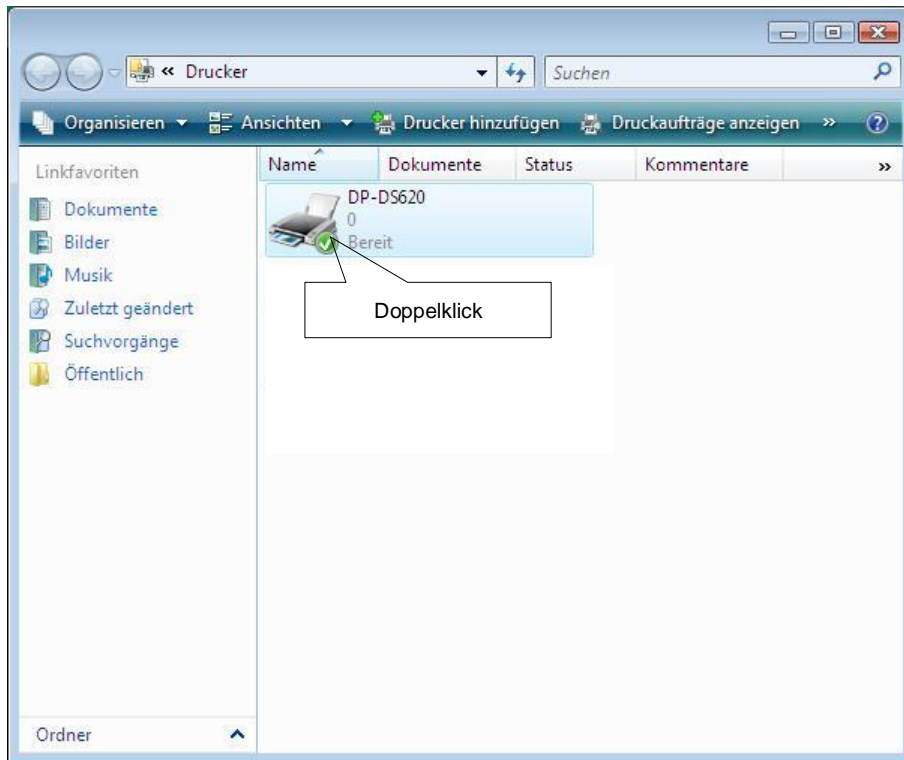 « Drucker
Suchen
Organisieren Ansichten Drucker hinzufügen Druckaufträge anzeigen »
Linkfavoriten
Dokumente
Bilder
Musik
Zuletzt geändert
Suchvorgänge
Öffentlich
Ordner
Name Dokumente Status Kommentare »
DP-DS620
0
Bereit
Doppelklick